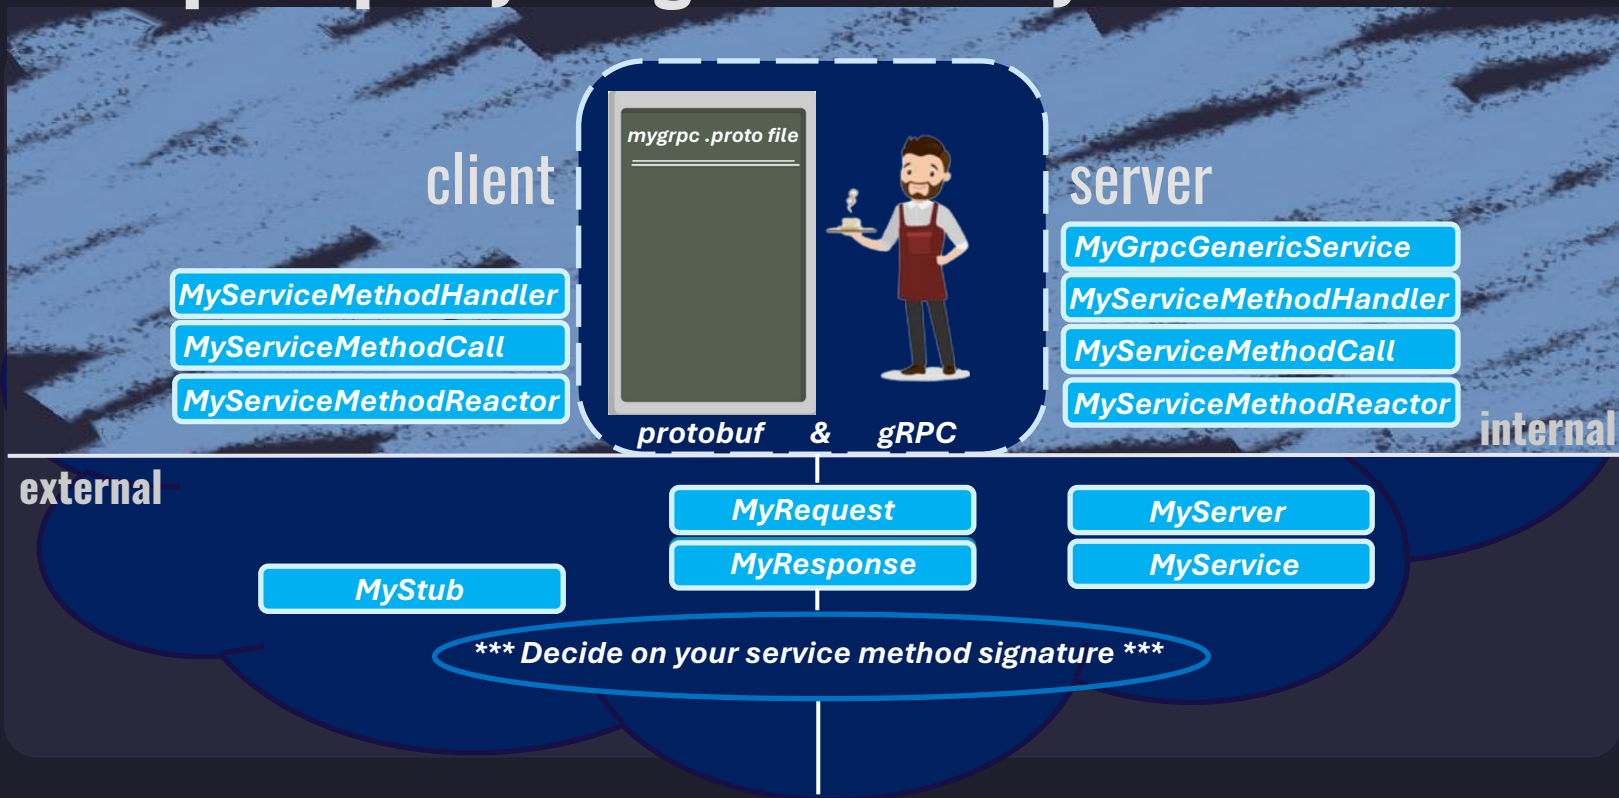 mygrpc .proto file
client
server
MyGrpcGenericService
MyServiceMethodHandler
MyServiceMethodHandler
MyServiceMethodCall
MyServiceMethodCall
MyServiceMethodReactor
MyServiceMethodReactor
protobuf & gRPC
internal
external
MyRequest
MyServer
MyResponse
MyService
MyStub
*** Decide on your service method signature ***